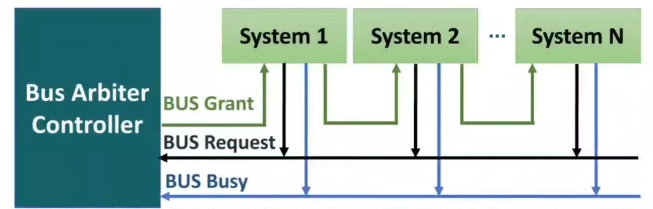 System 1
System 2
...
System N
Bus Arbiter
Controller
BUS Grant
BUS Request
BUS Busy